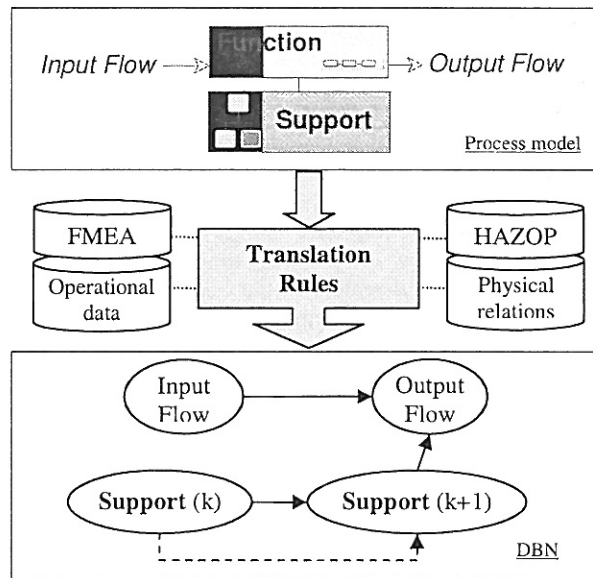 Function
Input Flow
Output Flow
Support
Process model
FMEA
HAZOP
Translation
Rules
Operational
data
Physical
relations
Input
Flow
Output
Flow
Support (k)
Support (k+1)
DBN